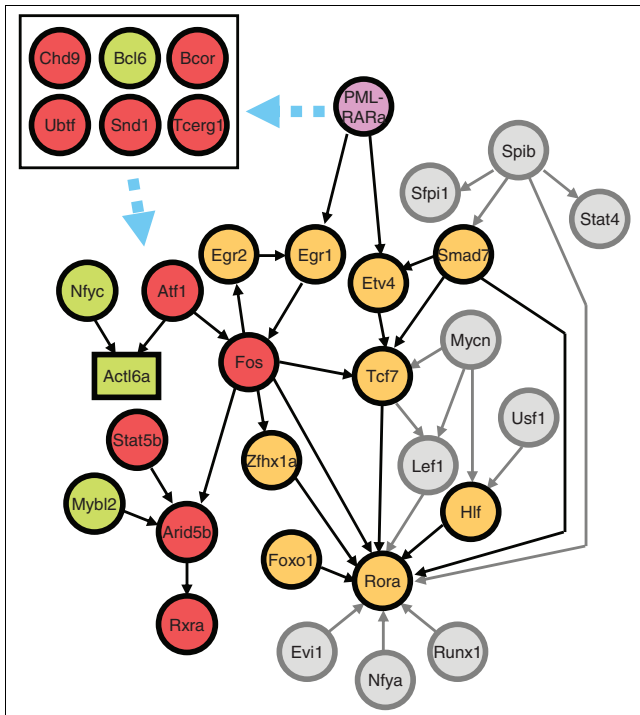 Chd9
Bcl6
Bcor
Ubtf
Snd1
Tcerg1
PML-
RARa
Spib
Sfpi1
Stat4
Egr2
Egr1
Smad7
Etv4
Nfyc
Atf1
Mycn
Fos
Tcf7
Actl6a
Usf1
Stat5b
Zfhx1a
Lef1
Mybl2
Arid5b
Hlf
Foxo1
Rora
Rxra
Evi1
Runx1
Nfya